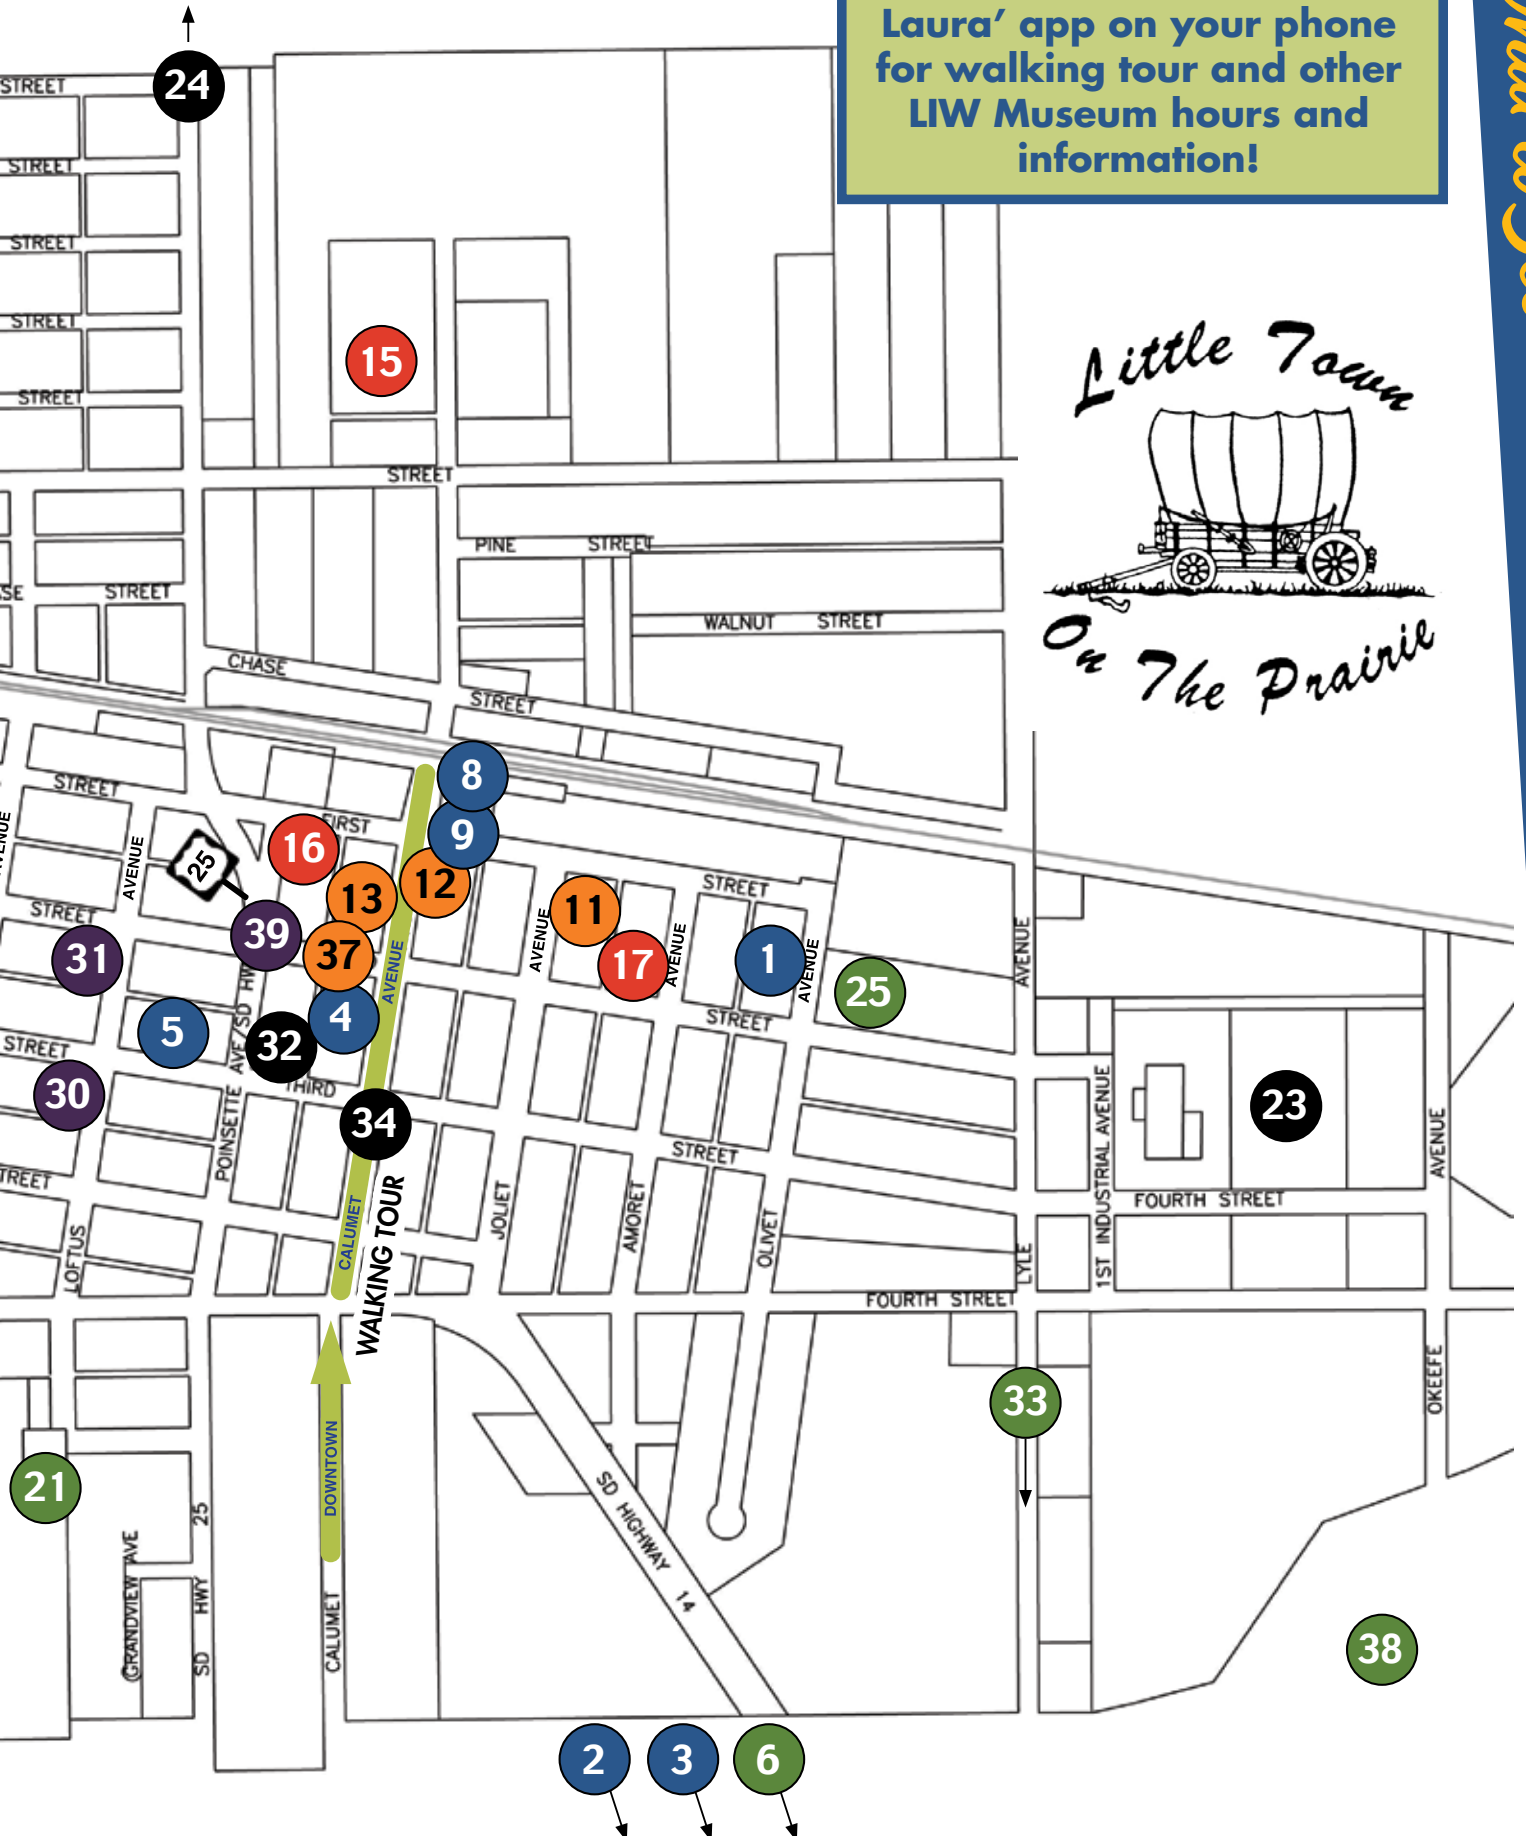 Laura’ app on your phone
for walking tour and other
LIW Museum hours and
information!
Little Town
On The Prairie
24
STREET
STREET
STREET
STREET
STREET
15
STREET
PINE STREET
STREET
WALNUT STREET
CHASE
STREET
8
STREET
FIRST
9
16
AVENUE
25
12
13
STREET
STREET
11
39
37
31
17
1
AVENUE
AVENUE
AVENUE
AVENUE
AVENUE
25
4
5
32
STREET
STREET
THIRD
30
34
23
POINSETTE AVE/SD HWY
STREET
1ST INDUSTRIAL AVENUE
AVENUE
FOURTH STREET
CALUMET
WALKING TOUR
LOFTUS
JOLIET
AMORET
OLIVET
LYLE
FOURTH STREET
OKEEFE
33
21
DOWNTOWN
SD HIGHWAY 14
GRANDVIEW AVE
SD HWY 25
CALUMET
38
2
3
6